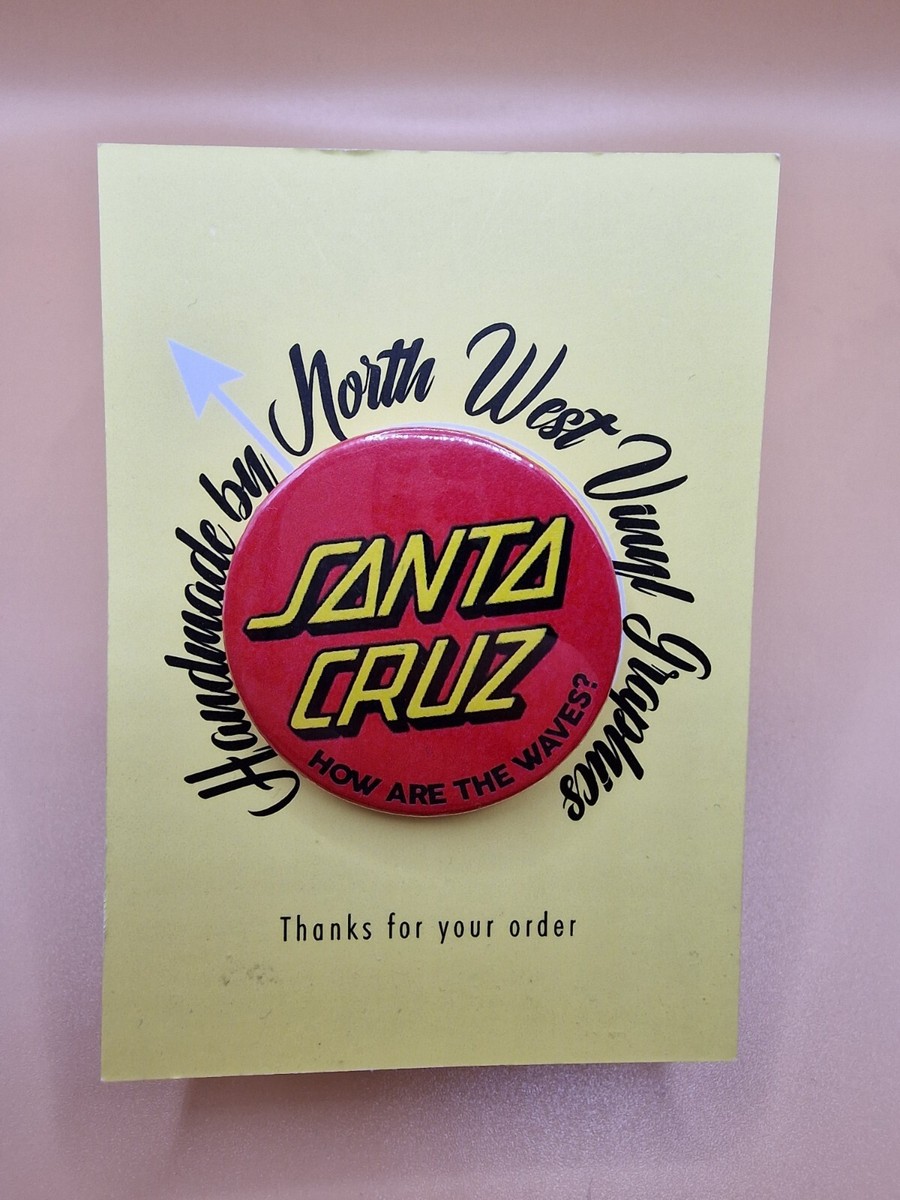 Handmade by North West Vinyl Graphics
SANTA
CRUZ
HOW ARE THE WAVES?
Thanks for your order